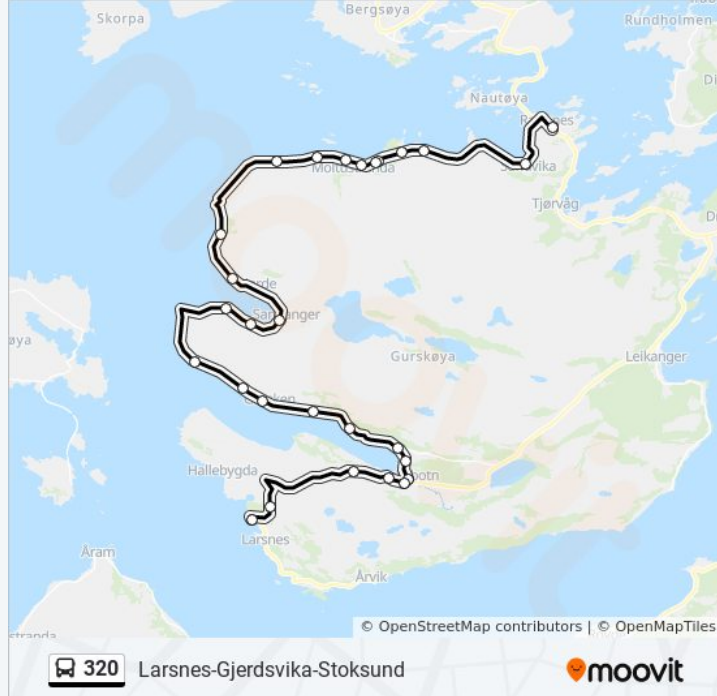 Skorpa
Bergsøya
Rundholmen
Nautøya
Tjørvåg
Gurskøya
Leikanger
Hallebygda
Larsnes
Åram
Årvik
© OpenStreetMap contributors | © OpenMapTiles
320
Larsnes-Gjerdsvika-Stoksund
moovit